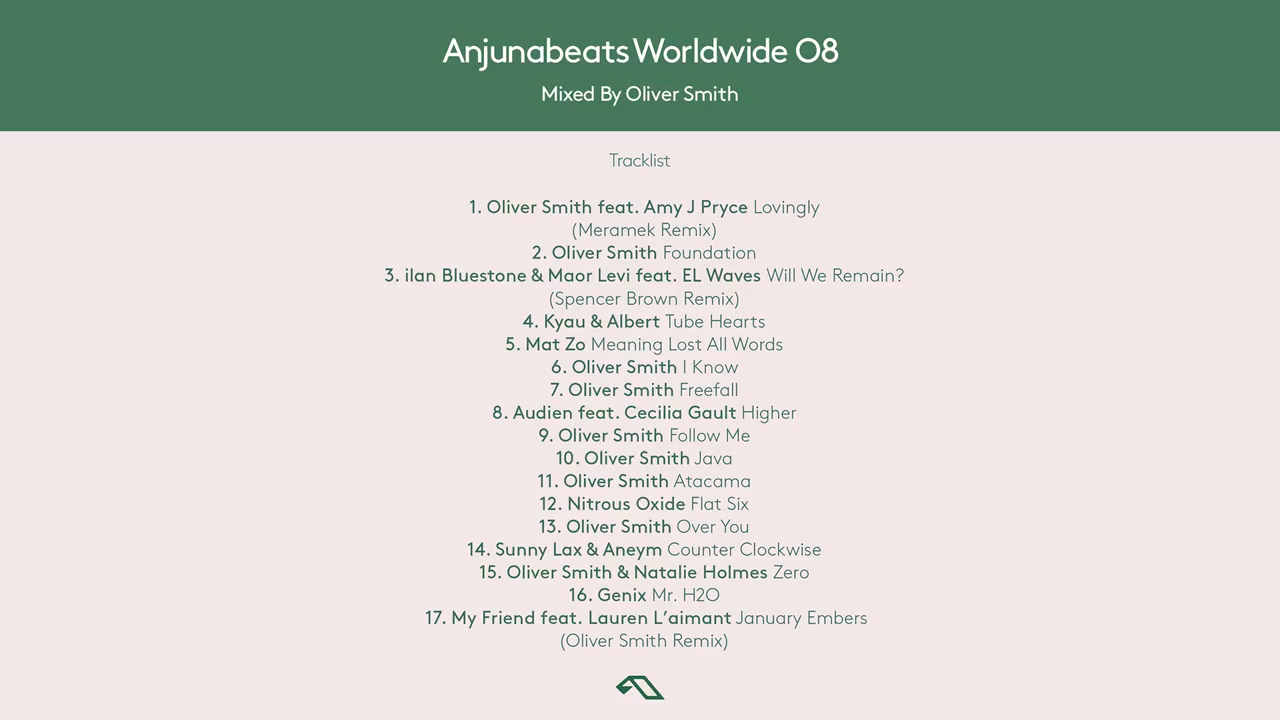 Anjunabeats Worldwide 08
Mixed By Oliver Smith
Tracklist
1. Oliver Smith feat. Amy J Pryce Lovingly
(Meramek Remix)
2. Oliver Smith Foundation
3. ilan Bluestone & Maor Levi feat. EL Waves Will We Remain?
(Spencer Brown Remix)
4. Kyau & Albert Tube Hearts
5. Mat Zo Meaning Lost All Words
6. Oliver Smith I Know
7. Oliver Smith Freefall
8. Audien feat. Cecilia Gault Higher
9. Oliver Smith Follow Me
10. Oliver Smith Java
11. Oliver Smith Atacama
12. Nitrous Oxide Flat Six
13. Oliver Smith Over You
14. Sunny Lax & Aneym Counter Clockwise
15. Oliver Smith & Natalie Holmes Zero
16. Genix Mr. H2O
17. My Friend feat. Lauren L’aimant January Embers
(Oliver Smith Remix)